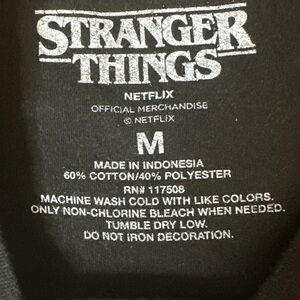 STRANGER
THINGS
NETFLIX
OFFICIAL MERCHANDISE
© NETFLIX
M
MADE IN INDONESIA
60% COTTON/40% POLYESTER
RN# 117508
MACHINE WASH COLD WITH LIKE COLORS.
ONLY NON-CHLORINE BLEACH WHEN NEEDED.
TUMBLE DRY LOW.
DO NOT IRON DECORATION.